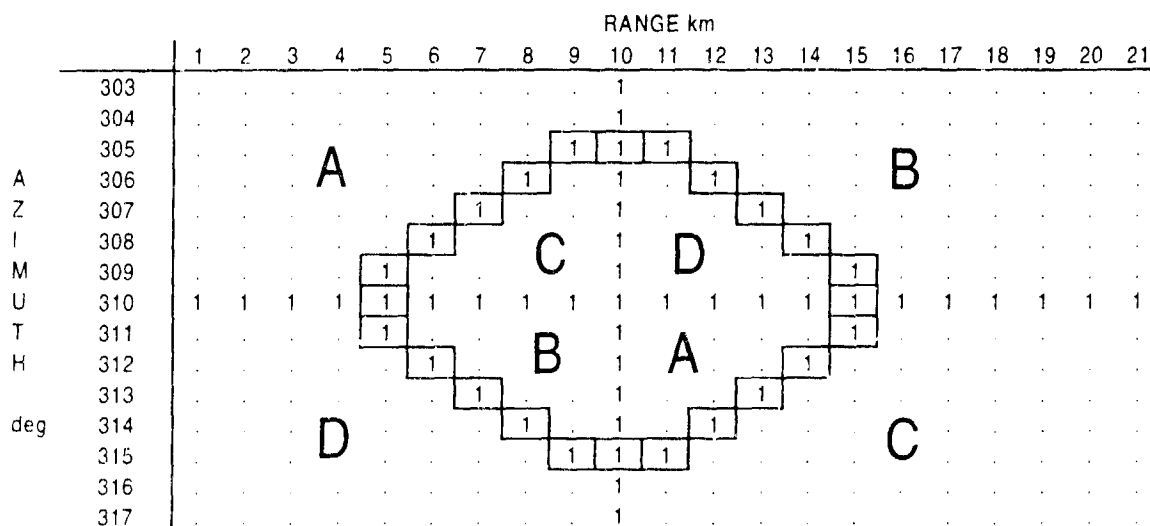 RANGE km
1 2 3 4 5 6 7 8 9 10 11 12 13 14 15 16 17 18 19 20 21
303 . . . . . . . . . 1 . . . . . . . . . . .
304 . . . . . . . . . 1 . . . . . . . . . . .
305 . . . . . . . . 1 1 1 . . . . . . . . . .
A B
A 306 . . . . . . . 1 . 1 . 1 . . . . . . . . .
Z 307 . . . . . . 1 . . 1 . . 1 . . . . . . . .
I 308 . . . . . 1 . . . 1 . . . 1 . . . . . . .
C D
M 309 . . . . 1 . . . . 1 . . . . 1 . . . . . .
U 310 1 1 1 1 1 1 1 1 1 1 1 1 1 1 1 1 1 1 1 1 1
T 311 . . . . 1 . . . . 1 . . . . 1 . . . . . .
B A
H 312 . . . . . 1 . . . 1 . . . 1 . . . . . . .
313 . . . . . . 1 . . 1 . . 1 . . . . . . . .
deg 314 . . . . . . . 1 . 1 . 1 . . . . . . . . .
D C
315 . . . . . . . . 1 1 1 . . . . . . . . . .
316 . . . . . . . . . 1 . . . . . . . . . . .
317 . . . . . . . . . 1 . . . . . . . . . . .